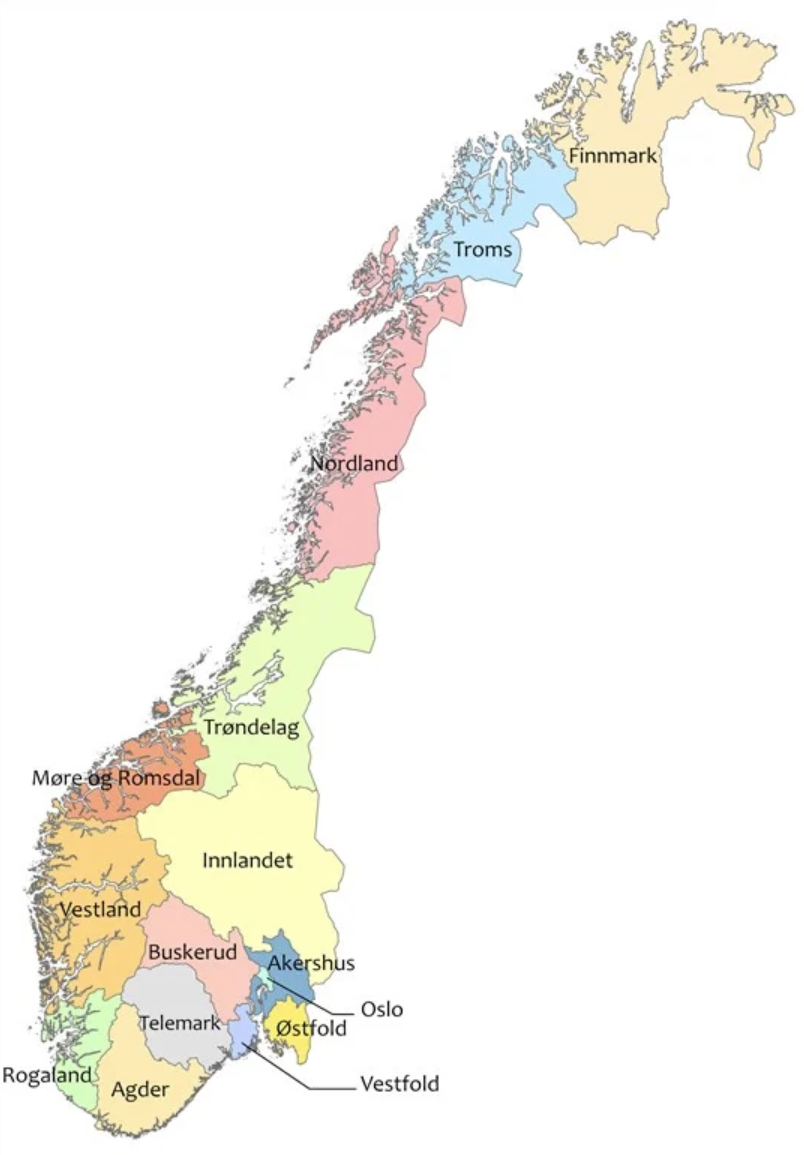 Finnmark
Troms
Nordland
Trøndelag
Møre og Romsdal
Innlandet
Vestland
Buskerud
Akershus
Oslo
Telemark
Østfold
Rogaland
Agder
Vestfold